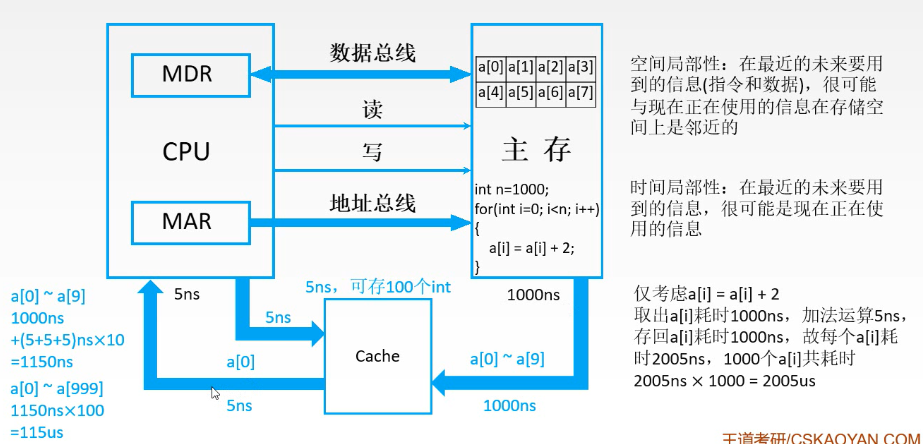 数据总线
MDR
a[0] a[1] a[2] a[3]
a[4] a[5] a[6] a[7]
读
写
CPU
主 存
地址总线
MAR
int n=1000;
for(int i=0; i<n; i++)
{
a[i] = a[i] + 2;
}
空间局部性：在最近的未来要用
到的信息(指令和数据)，很可能
与现在正在使用的信息在存储空
间上是邻近的
时间局部性：在最近的未来要用
到的信息，很可能是现在正在使
用的信息
5ns
5ns，可存100个int
1000ns
a[0] ~ a[9]
1000ns
+(5+5+5)ns×10
=1150ns
a[0] ~ a[999]
1150ns×100
=115us
5ns
a[0]
5ns
Cache
a[0] ~ a[9]
1000ns
仅考虑a[i] = a[i] + 2
取出a[i]耗时1000ns，加法运算5ns，
存回a[i]耗时1000ns，故每个a[i]耗
时2005ns，1000个a[i]共耗时
2005ns × 1000 = 2005us
王道考研/CSKAOYAN.COM